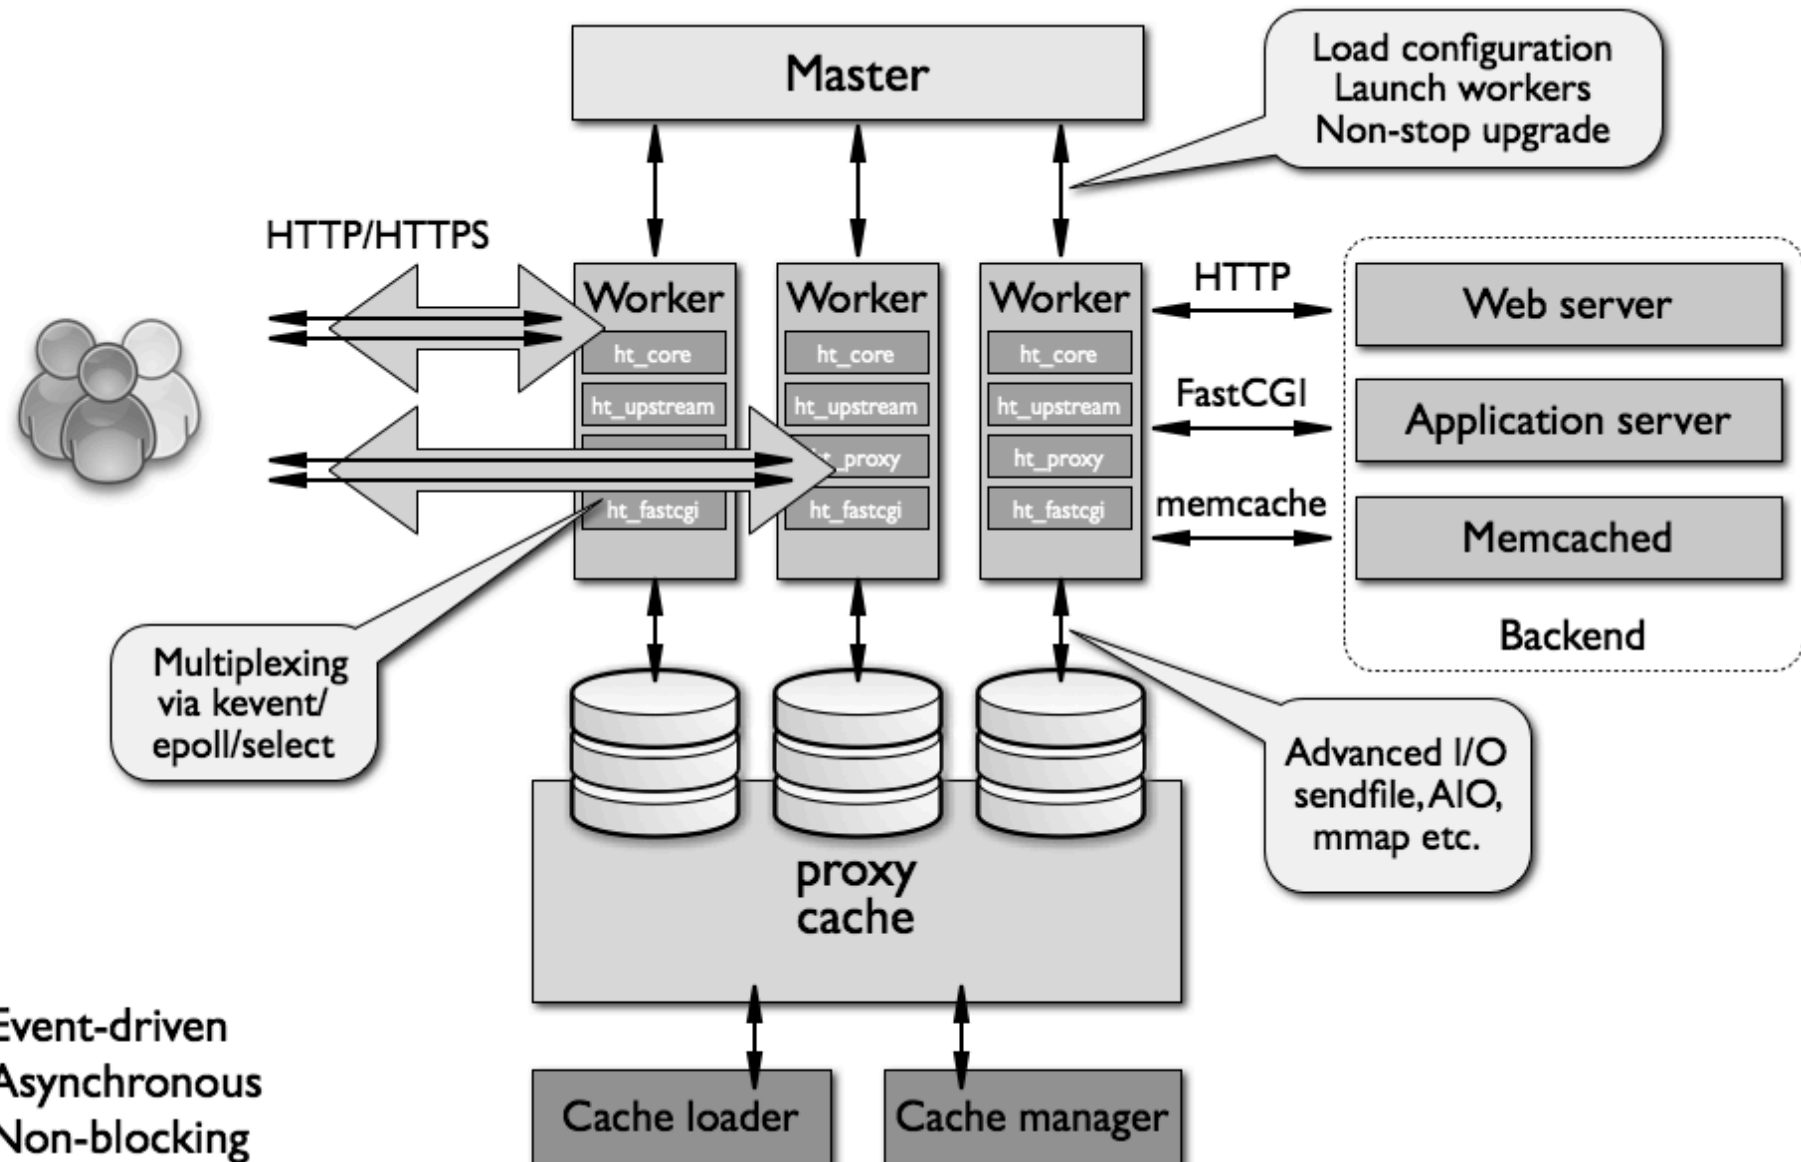 Master
Load configuration
Launch workers
Non-stop upgrade
HTTP/HTTPS
Worker
ht_core
ht_upstream
ht_fastcgi
Worker
ht_core
ht_upstream
ht_proxy
ht_fastcgi
Worker
ht_core
ht_upstream
ht_proxy
ht_fastcgi
HTTP
FastCGI
memcache
Web server
Application server
Memcached
Backend
Multiplexing
via kevent/
epoll/select
Advanced I/O
sendfile, AIO,
mmap etc.
proxy
cache
Event-driven
Asynchronous
Non-blocking
Cache loader
Cache manager